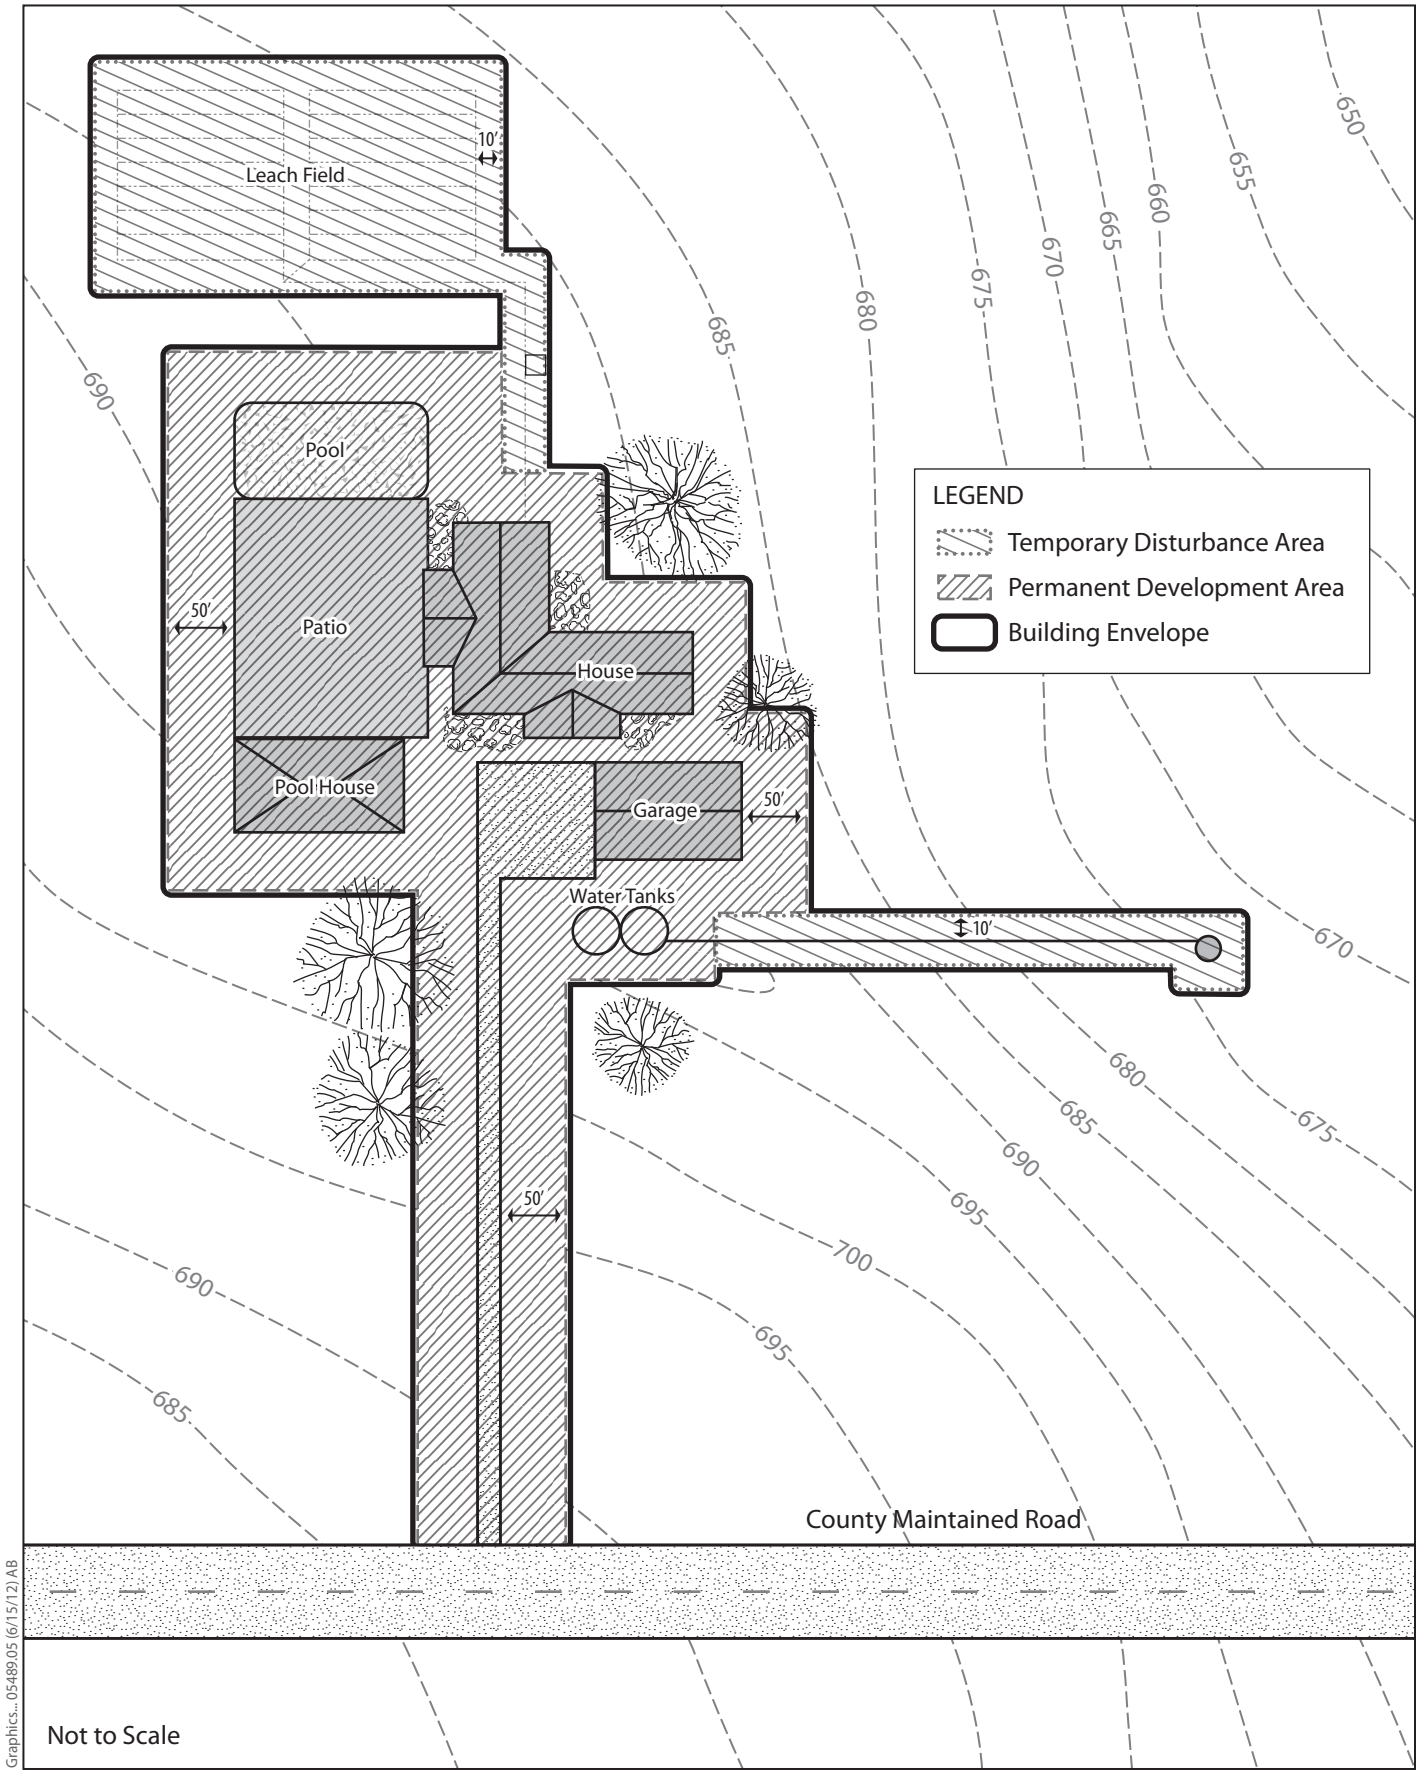 650
655
660
10'
Leach Field
665
670
675
680
685
690
Pool
LEGEND
Temporary Disturbance Area
Permanent Development Area
Building Envelope
50'
Patio
House
Pool House
Garage
50'
Water Tanks
10'
670
680
685
675
690
50'
695
700
690
695
685
County Maintained Road
Graphics... 05489.05 (6/15/12) AB
Not to Scale